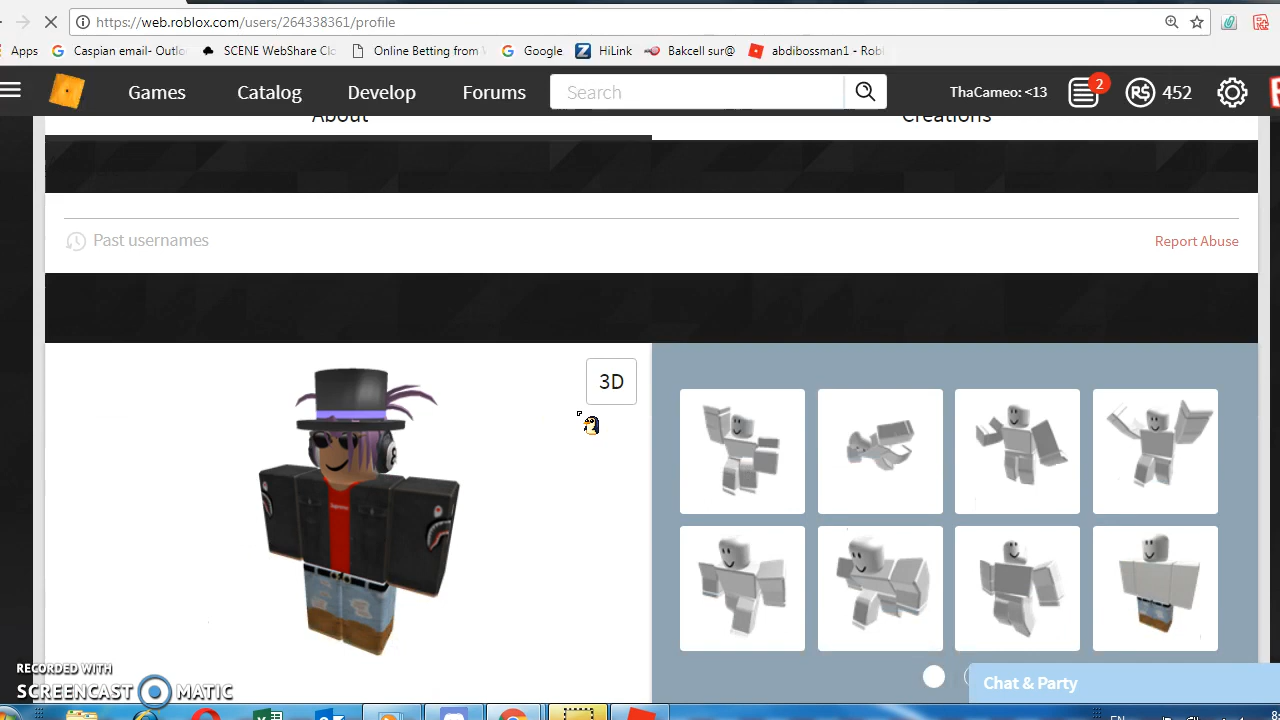 https://web.roblox.com/users/264338361/profile
Apps
Caspian email- Outlo
SCENE WebShare Cl
Online Betting from
Google
HiLink
Bakcell sur@
abdibossman1 - Rob
Games
Catalog
Develop
Forums
Search
ThaCameo: <13
2
R$
452
About
Creations
Past usernames
Report Abuse
3D
Chat & Party
RECORDED WITH
SCREENCAST MATIC
EN